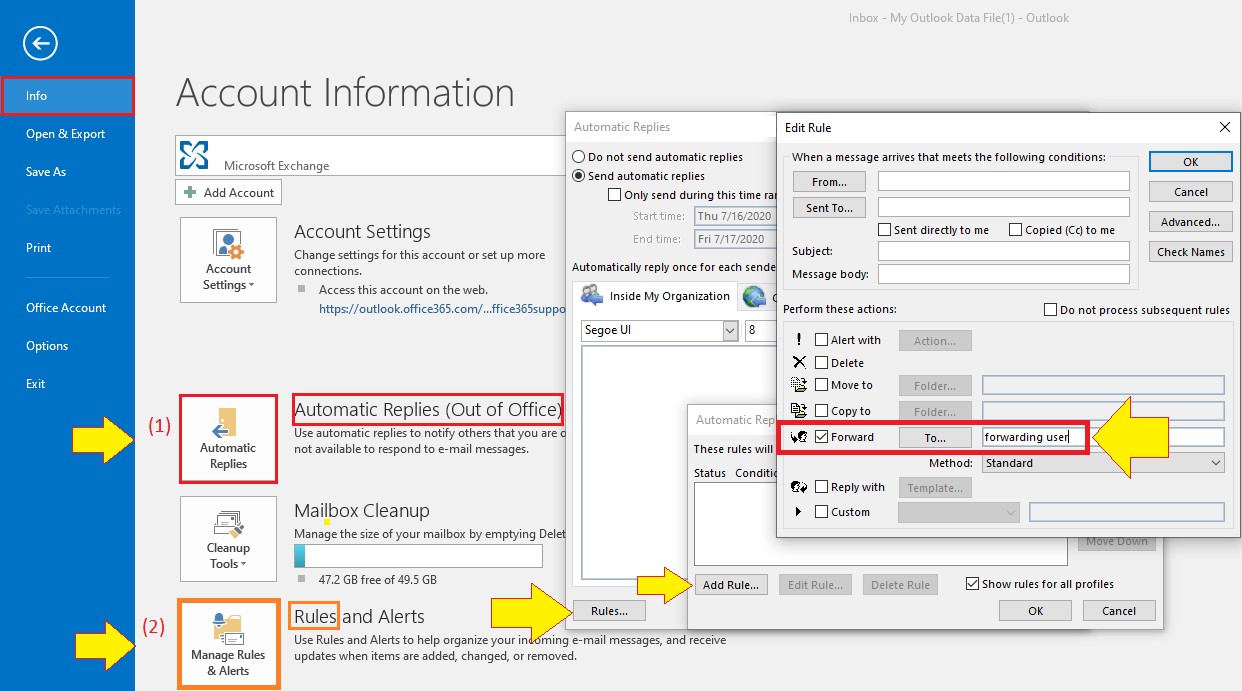 Inbox - My Outlook Data File(1) - Outlook
Info
Open & Export
Save As
Save Attachments
Print
Office Account
Options
Exit
Account Information
Microsoft Exchange
Add Account
Account
Settings
Account Settings
Change settings for this account or set up more
connections.
Access this account on the web.
https://outlook.office365.com/...ffice365suppo
(1)
Automatic
Replies
Automatic Replies (Out of Office)
Use automatic replies to notify others that you are o
not available to respond to e-mail messages.
Cleanup
Tools
Mailbox Cleanup
Manage the size of your mailbox by emptying Delet
47.2 GB free of 49.5 GB
(2)
Manage Rules
& Alerts
Rules and Alerts
Use Rules and Alerts to help organize your incoming e-mail messages, and receive
updates when items are added, changed, or removed.
Automatic Replies
Do not send automatic replies
Send automatic replies
Only send during this time ran
Start time: Thu 7/16/2020
End time: Fri 7/17/2020
Automatically reply once for each sende
Inside My Organization
Segoe UI 8
Rules...
Automatic Rep
These rules will
Status Conditio
Move Down
Add Rule... Edit Rule... Delete Rule Show rules for all profiles
OK Cancel
Edit Rule
When a message arrives that meets the following conditions:
From...
Sent To...
Sent directly to me Copied (Cc) to me
Subject:
Message body:
OK
Cancel
Advanced...
Check Names
Perform these actions: Do not process subsequent rules
Alert with Action...
Delete
Move to Folder...
Copy to Folder...
Forward To... forwarding user
Method: Standard
Reply with Template...
Custom